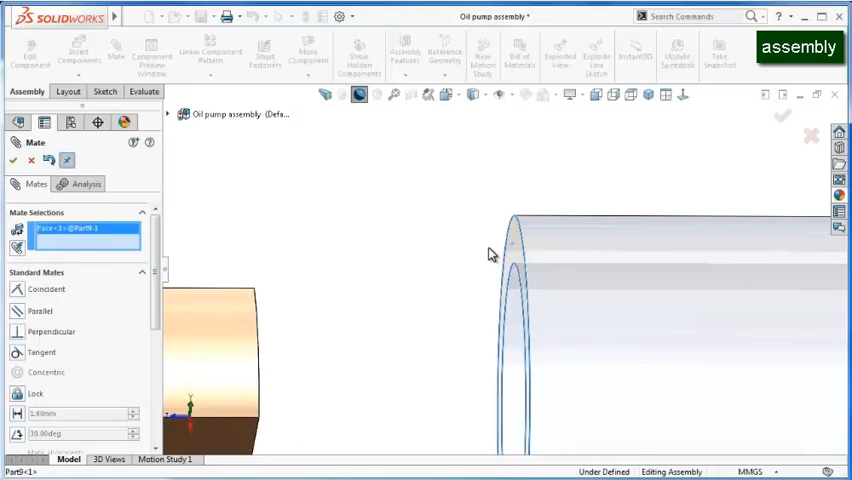 SOLIDWORKS
Oil pump assembly *
Search Commands
assembly
Edit Component
Insert Components
Mate
Component Preview Window
Linear Component Pattern
Smart Fasteners
Move Component
Show Hidden Components
Assembly Features
Reference Geometry
New Motion Study
Bill of Materials
Exploded View
Explode Line Sketch
Instant3D
Update Speedpak
Take Snapshot
Assembly Layout Sketch Evaluate
Oil pump assembly (Defa...
Mate
Mates Analysis
Mate Selections
Face<3>@Part9-1
Standard Mates
Coincident
Parallel
Perpendicular
Tangent
Concentric
Lock
1.00mm
30.00deg
Y
Model 3D Views Motion Study 1
Part9<1> Under Defined Editing Assembly MMGS